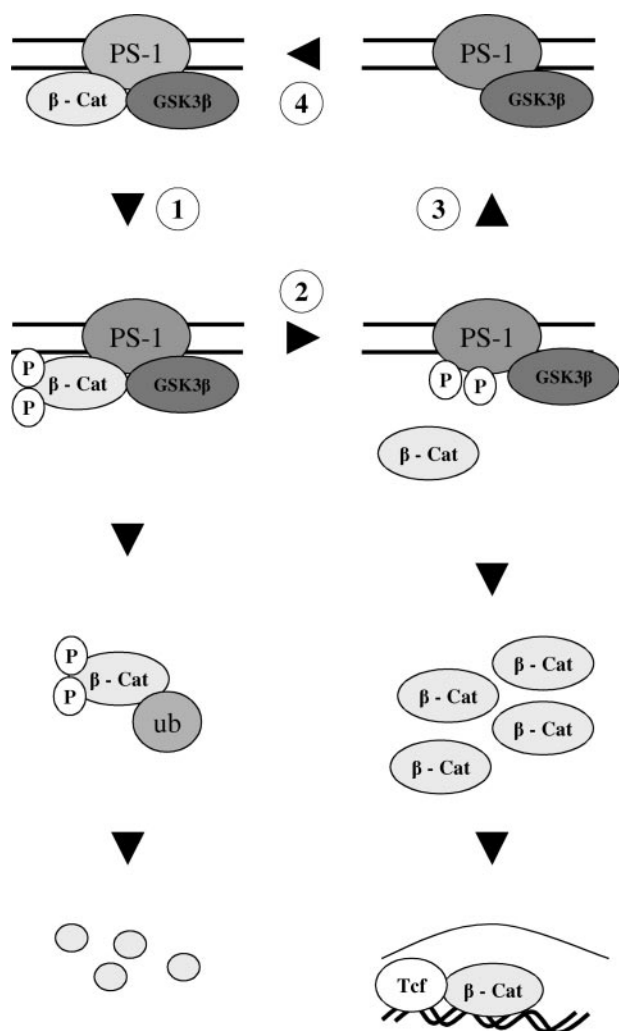 PS-1 PS-1
β - Cat GSK3β 4 GSK3β
1 3
2
PS-1 PS-1
P β - Cat GSK3β P P GSK3β
P
β - Cat
P β - Cat β - Cat
P β - Cat
ub β - Cat
β - Cat
Tcf β - Cat